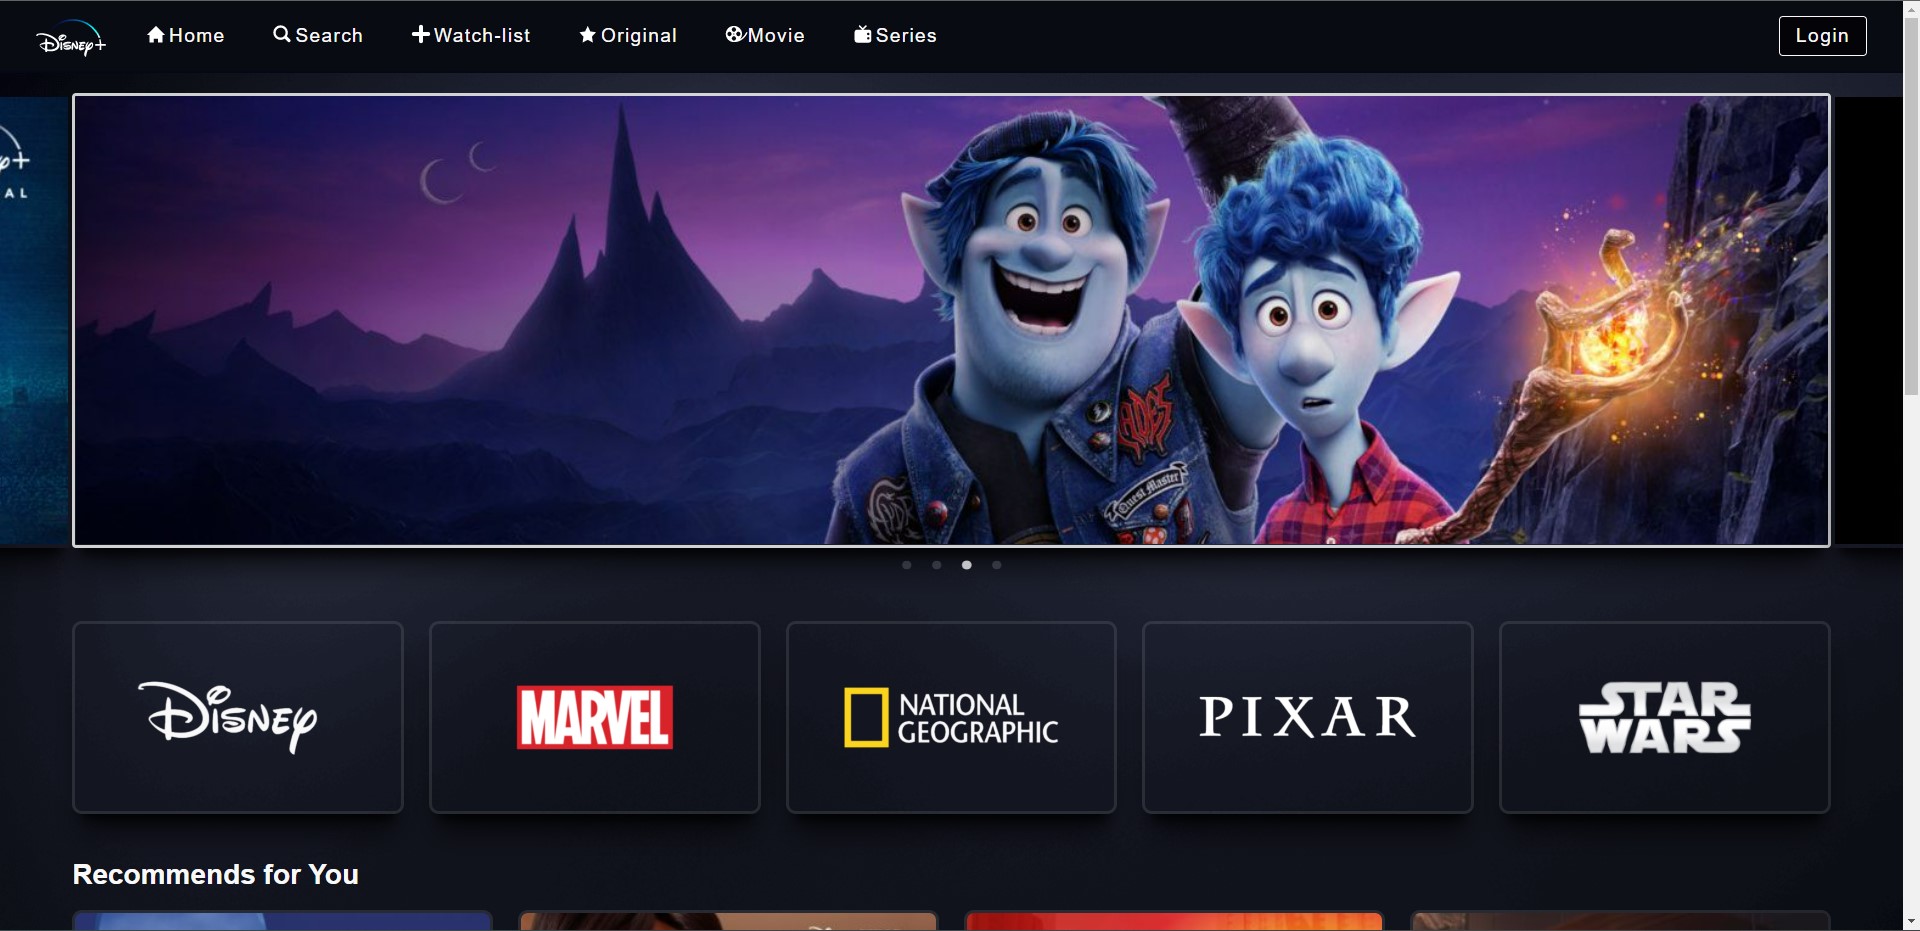 Disney+
Home
Search
Watch-list
Original
Movie
Series
Login
+
AL
Quest Master
Disney
MARVEL
NATIONAL
GEOGRAPHIC
PIXAR
STAR
WARS
Recommends for You